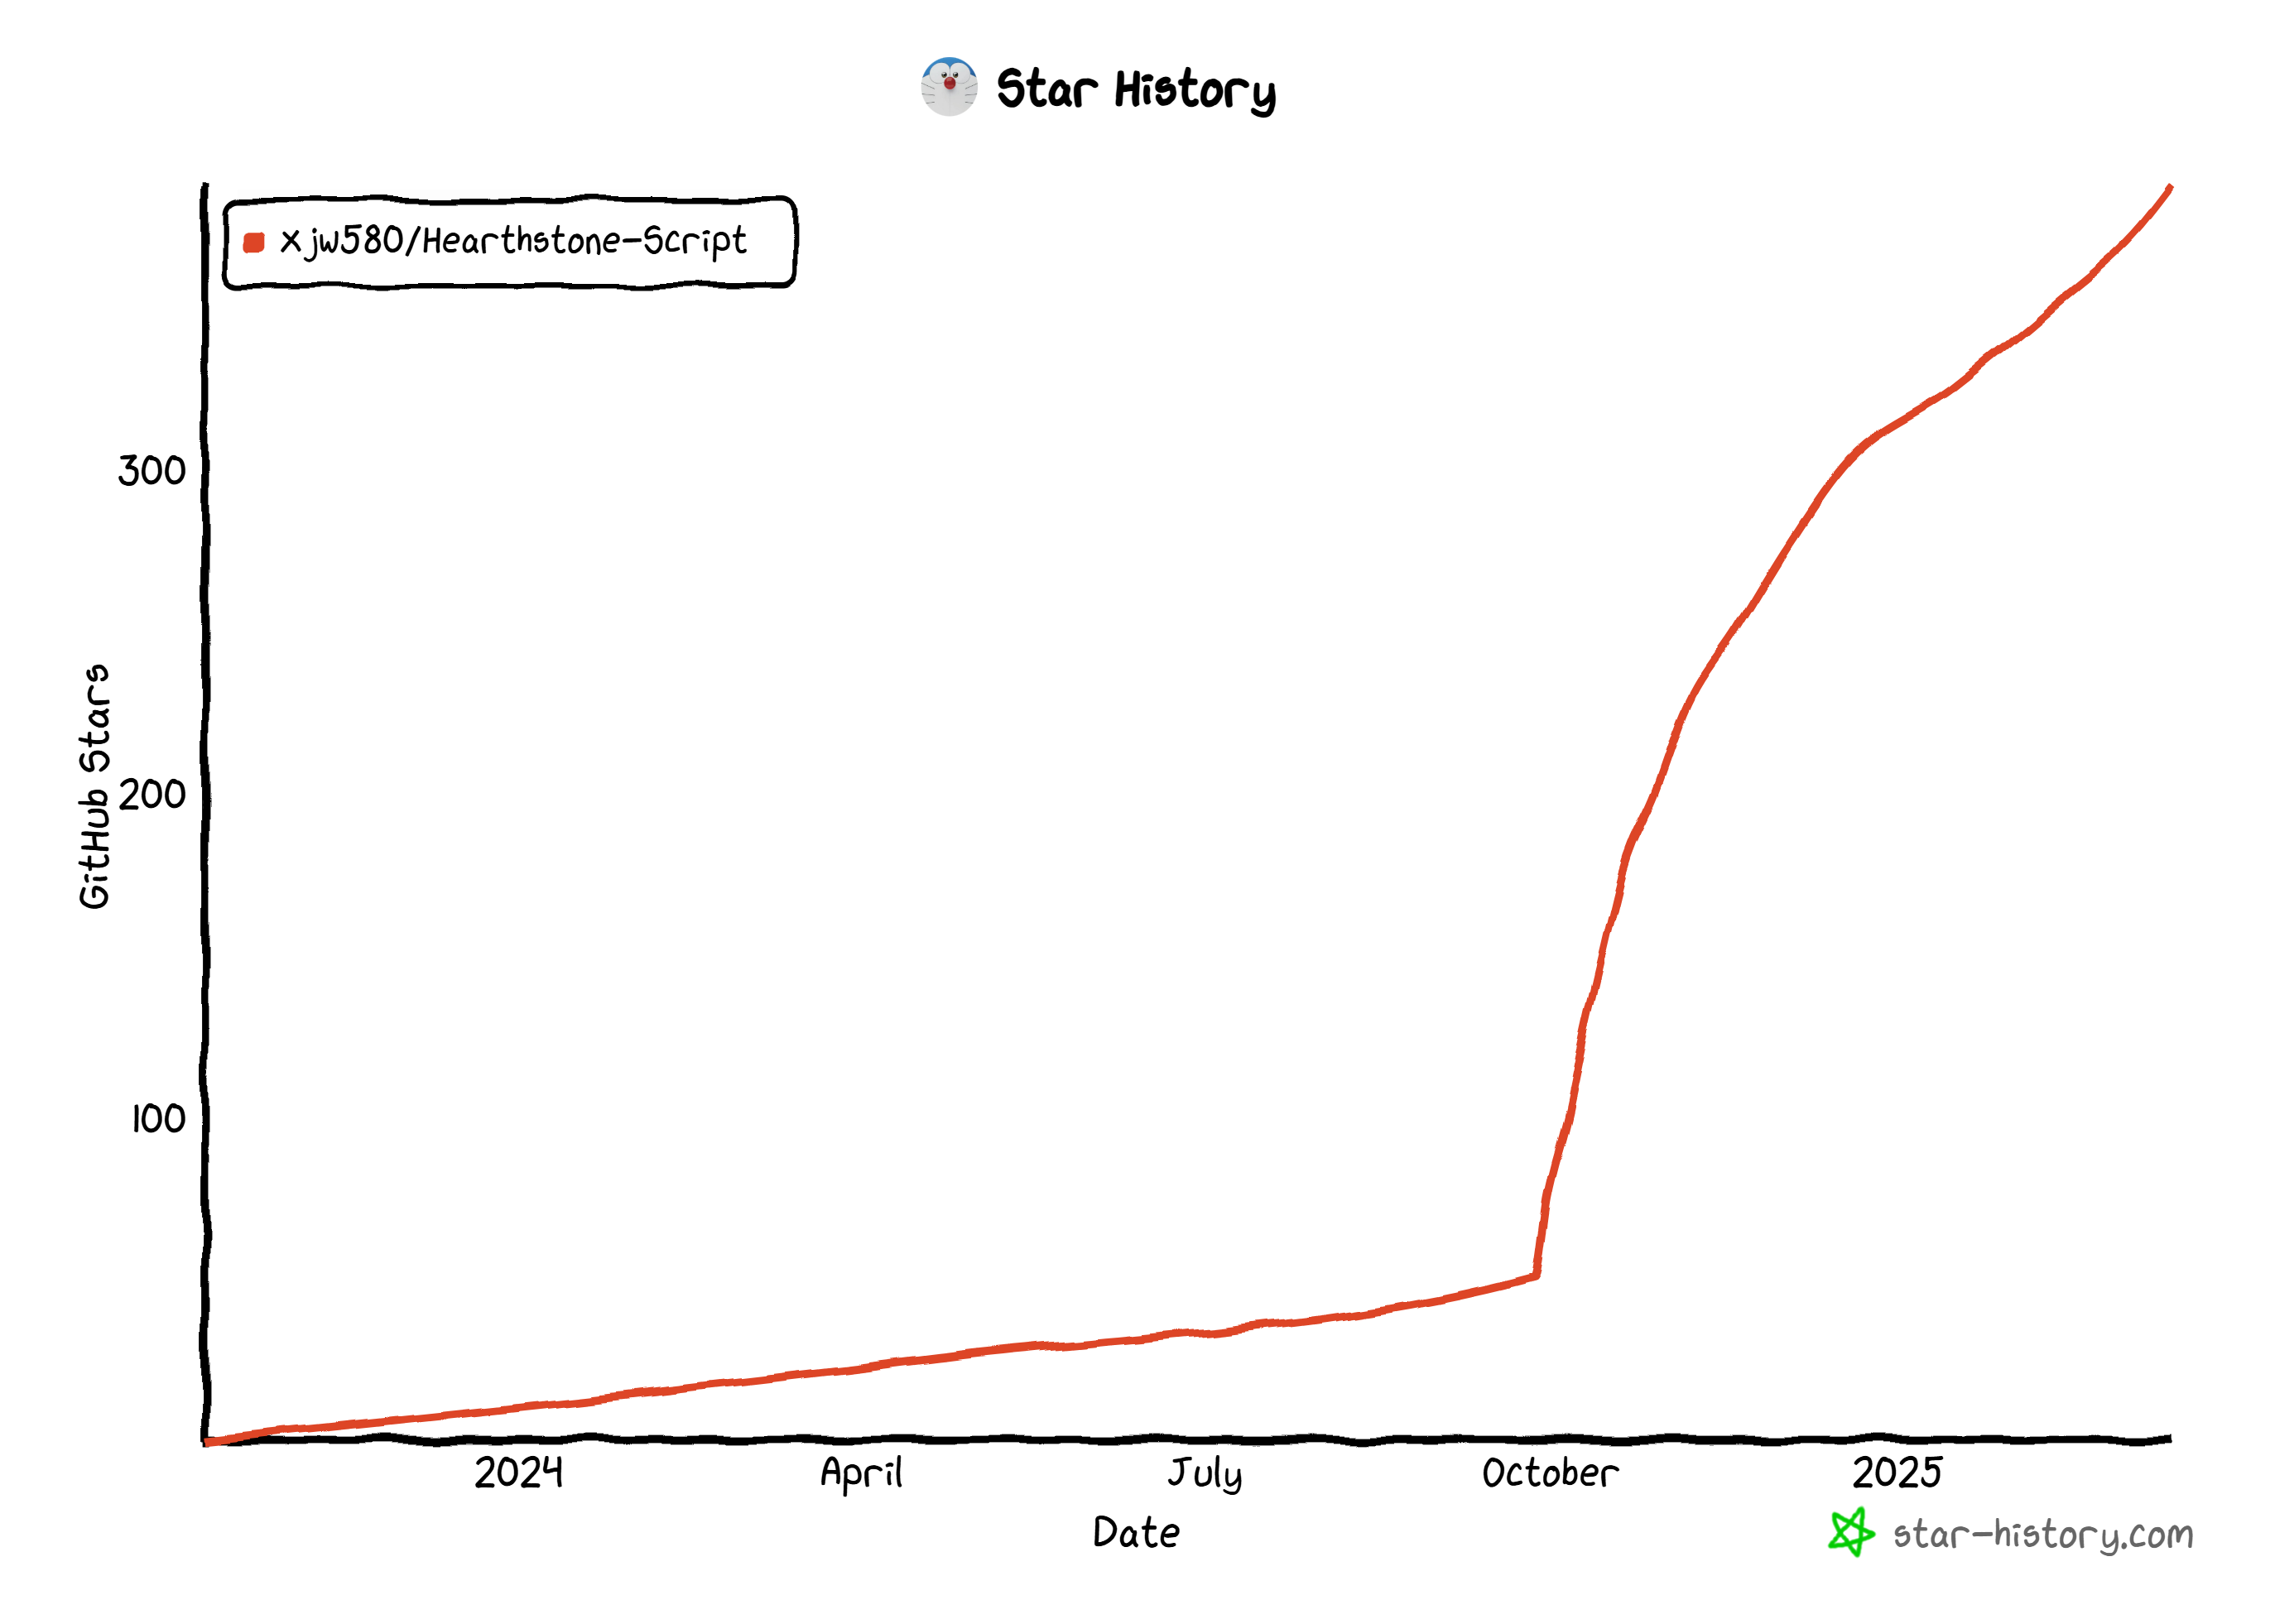 Star History
xjw580/Hearthstone-Script
300
200
100
GitHub Stars
2024
April
July
October
2025
Date
star-history.com